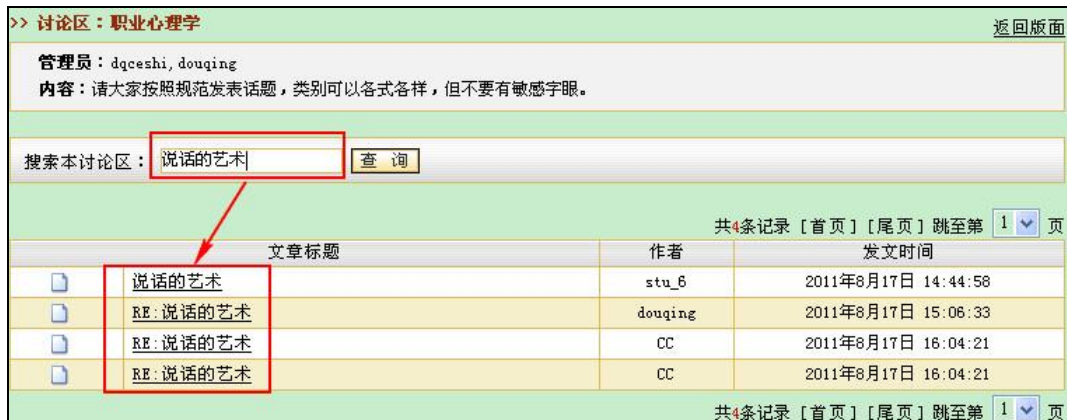 >> 讨论区：职业心理学 返回版面
管理员：dqceshi,douqing
内容：请大家按照规范发表话题，类别可以各式各样，但不要有敏感字眼。
搜索本讨论区： 说话的艺术 查 询
共4条记录 [首页] [尾页] 跳至第 1 页
文章标题 作者 发文时间
说话的艺术 stu_6 2011年8月17日 14:44:58
RE:说话的艺术 douqing 2011年8月17日 15:06:33
RE:说话的艺术 CC 2011年8月17日 16:04:21
RE:说话的艺术 CC 2011年8月17日 16:04:21
共4条记录 [首页] [尾页] 跳至第 1 页